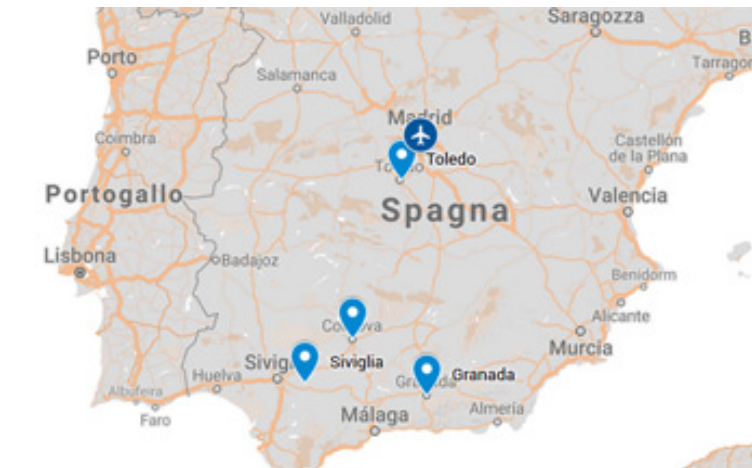 Valladolid
Saragozza
Porto
Tarragon
Salamanca
Madrid
Coimbra
Castellón
de la Plana
Toledo
Portogallo
Valencia
Spagna
Lisbona
Badajoz
Benidorm
Alicante
Murcia
Siviglia
Granada
Huelva
Albufeira
Málaga
Almería
Faro